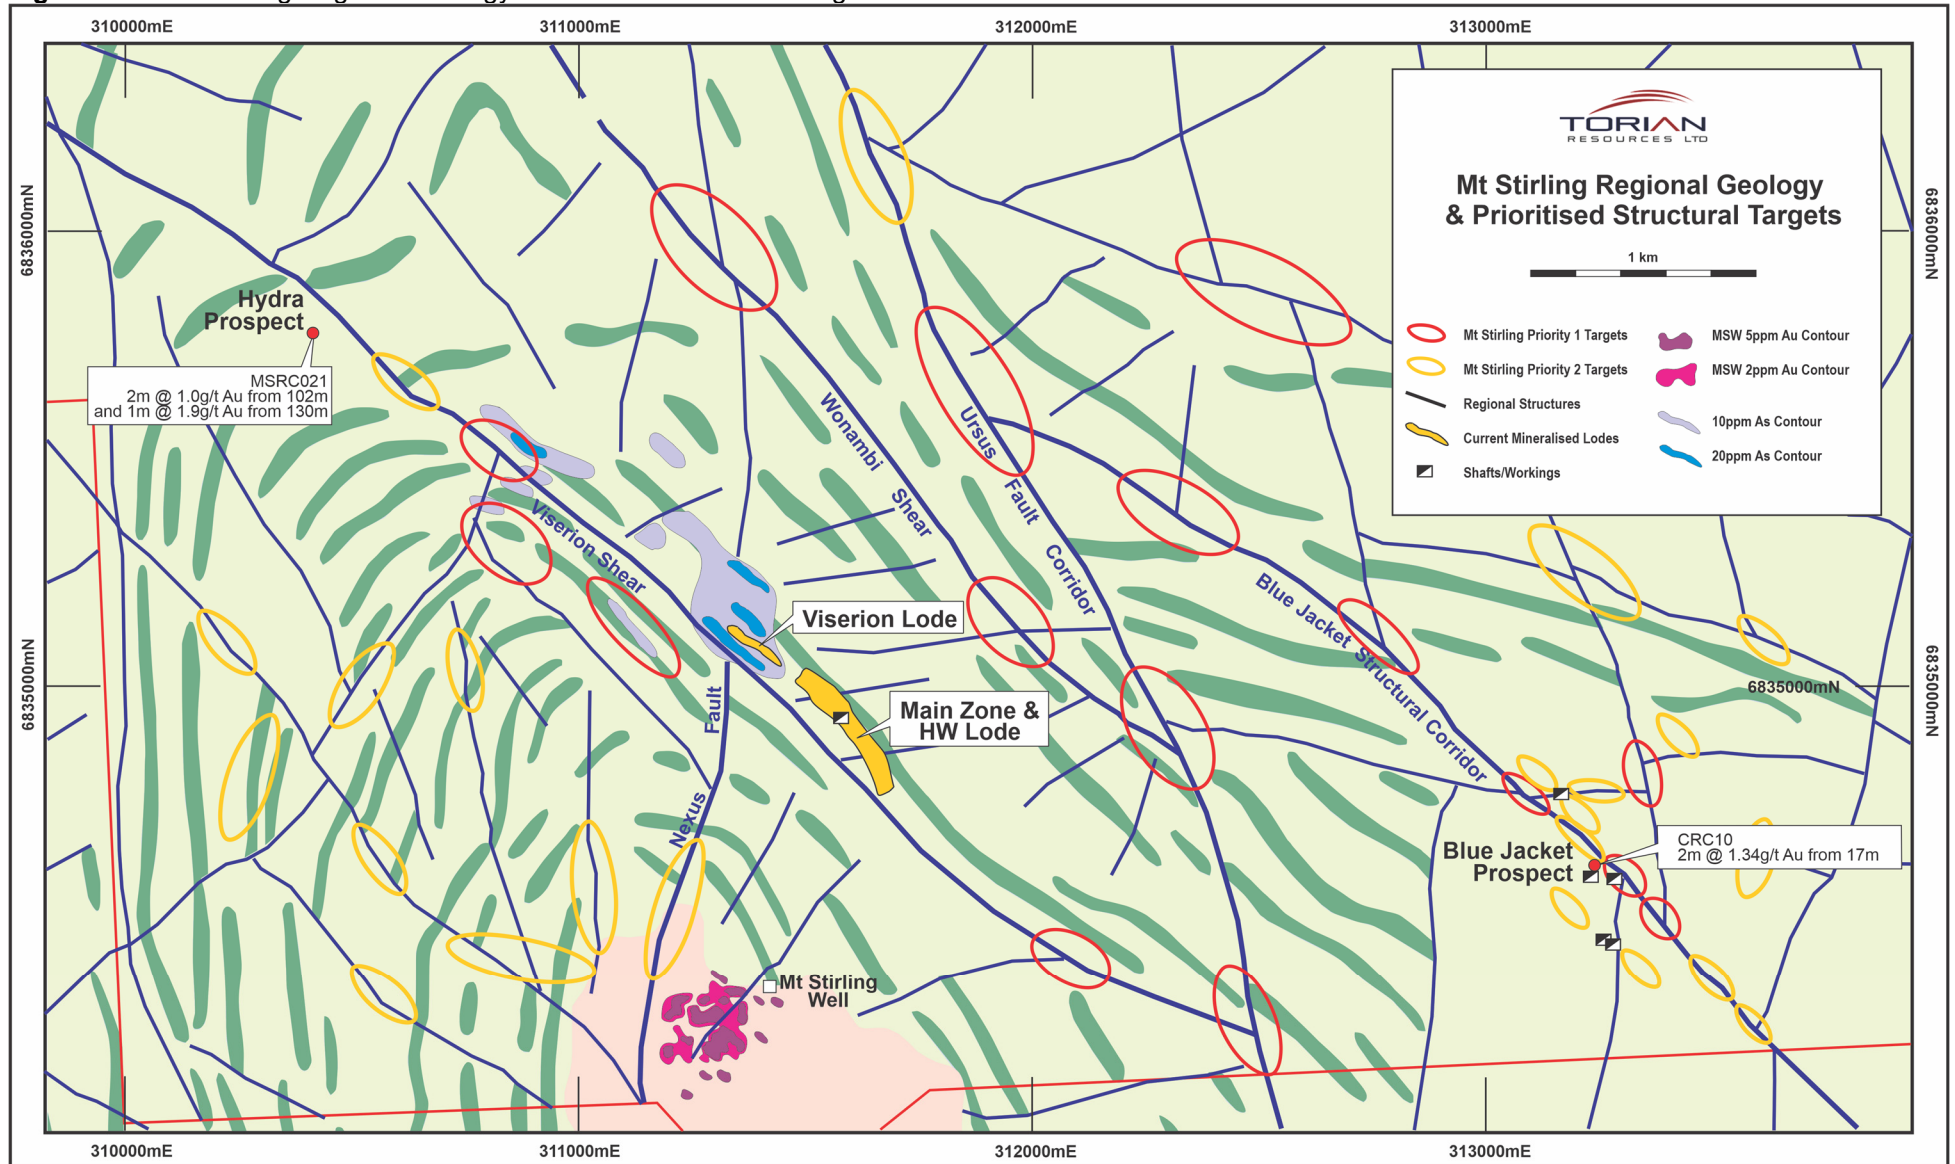 310000mE
311000mE
312000mE
313000mE
6836000mN
6836000mN
TORIAN
RESOURCES LTD
Mt Stirling Regional Geology
& Prioritised Structural Targets
1 km
Mt Stirling Priority 1 Targets
Mt Stirling Priority 2 Targets
Regional Structures
Current Mineralised Lodes
Shafts/Workings
MSW 5ppm Au Contour
MSW 2ppm Au Contour
10ppm As Contour
20ppm As Contour
Hydra
Prospect
MSRC021
2m @ 1.0g/t Au from 102m
and 1m @ 1.9g/t Au from 130m
Wonambi
Shear
Ursus
Fault
Corridor
Viserion Shear
Blue Jacket Structural Corridor
Viserion Lode
Main Zone &
HW Lode
6835000mN
6835000mN
6835000mN
Nexus
Fault
CRC10
2m @ 1.34g/t Au from 17m
Blue Jacket
Prospect
Mt Stirling
Well
310000mE
311000mE
312000mE
313000mE